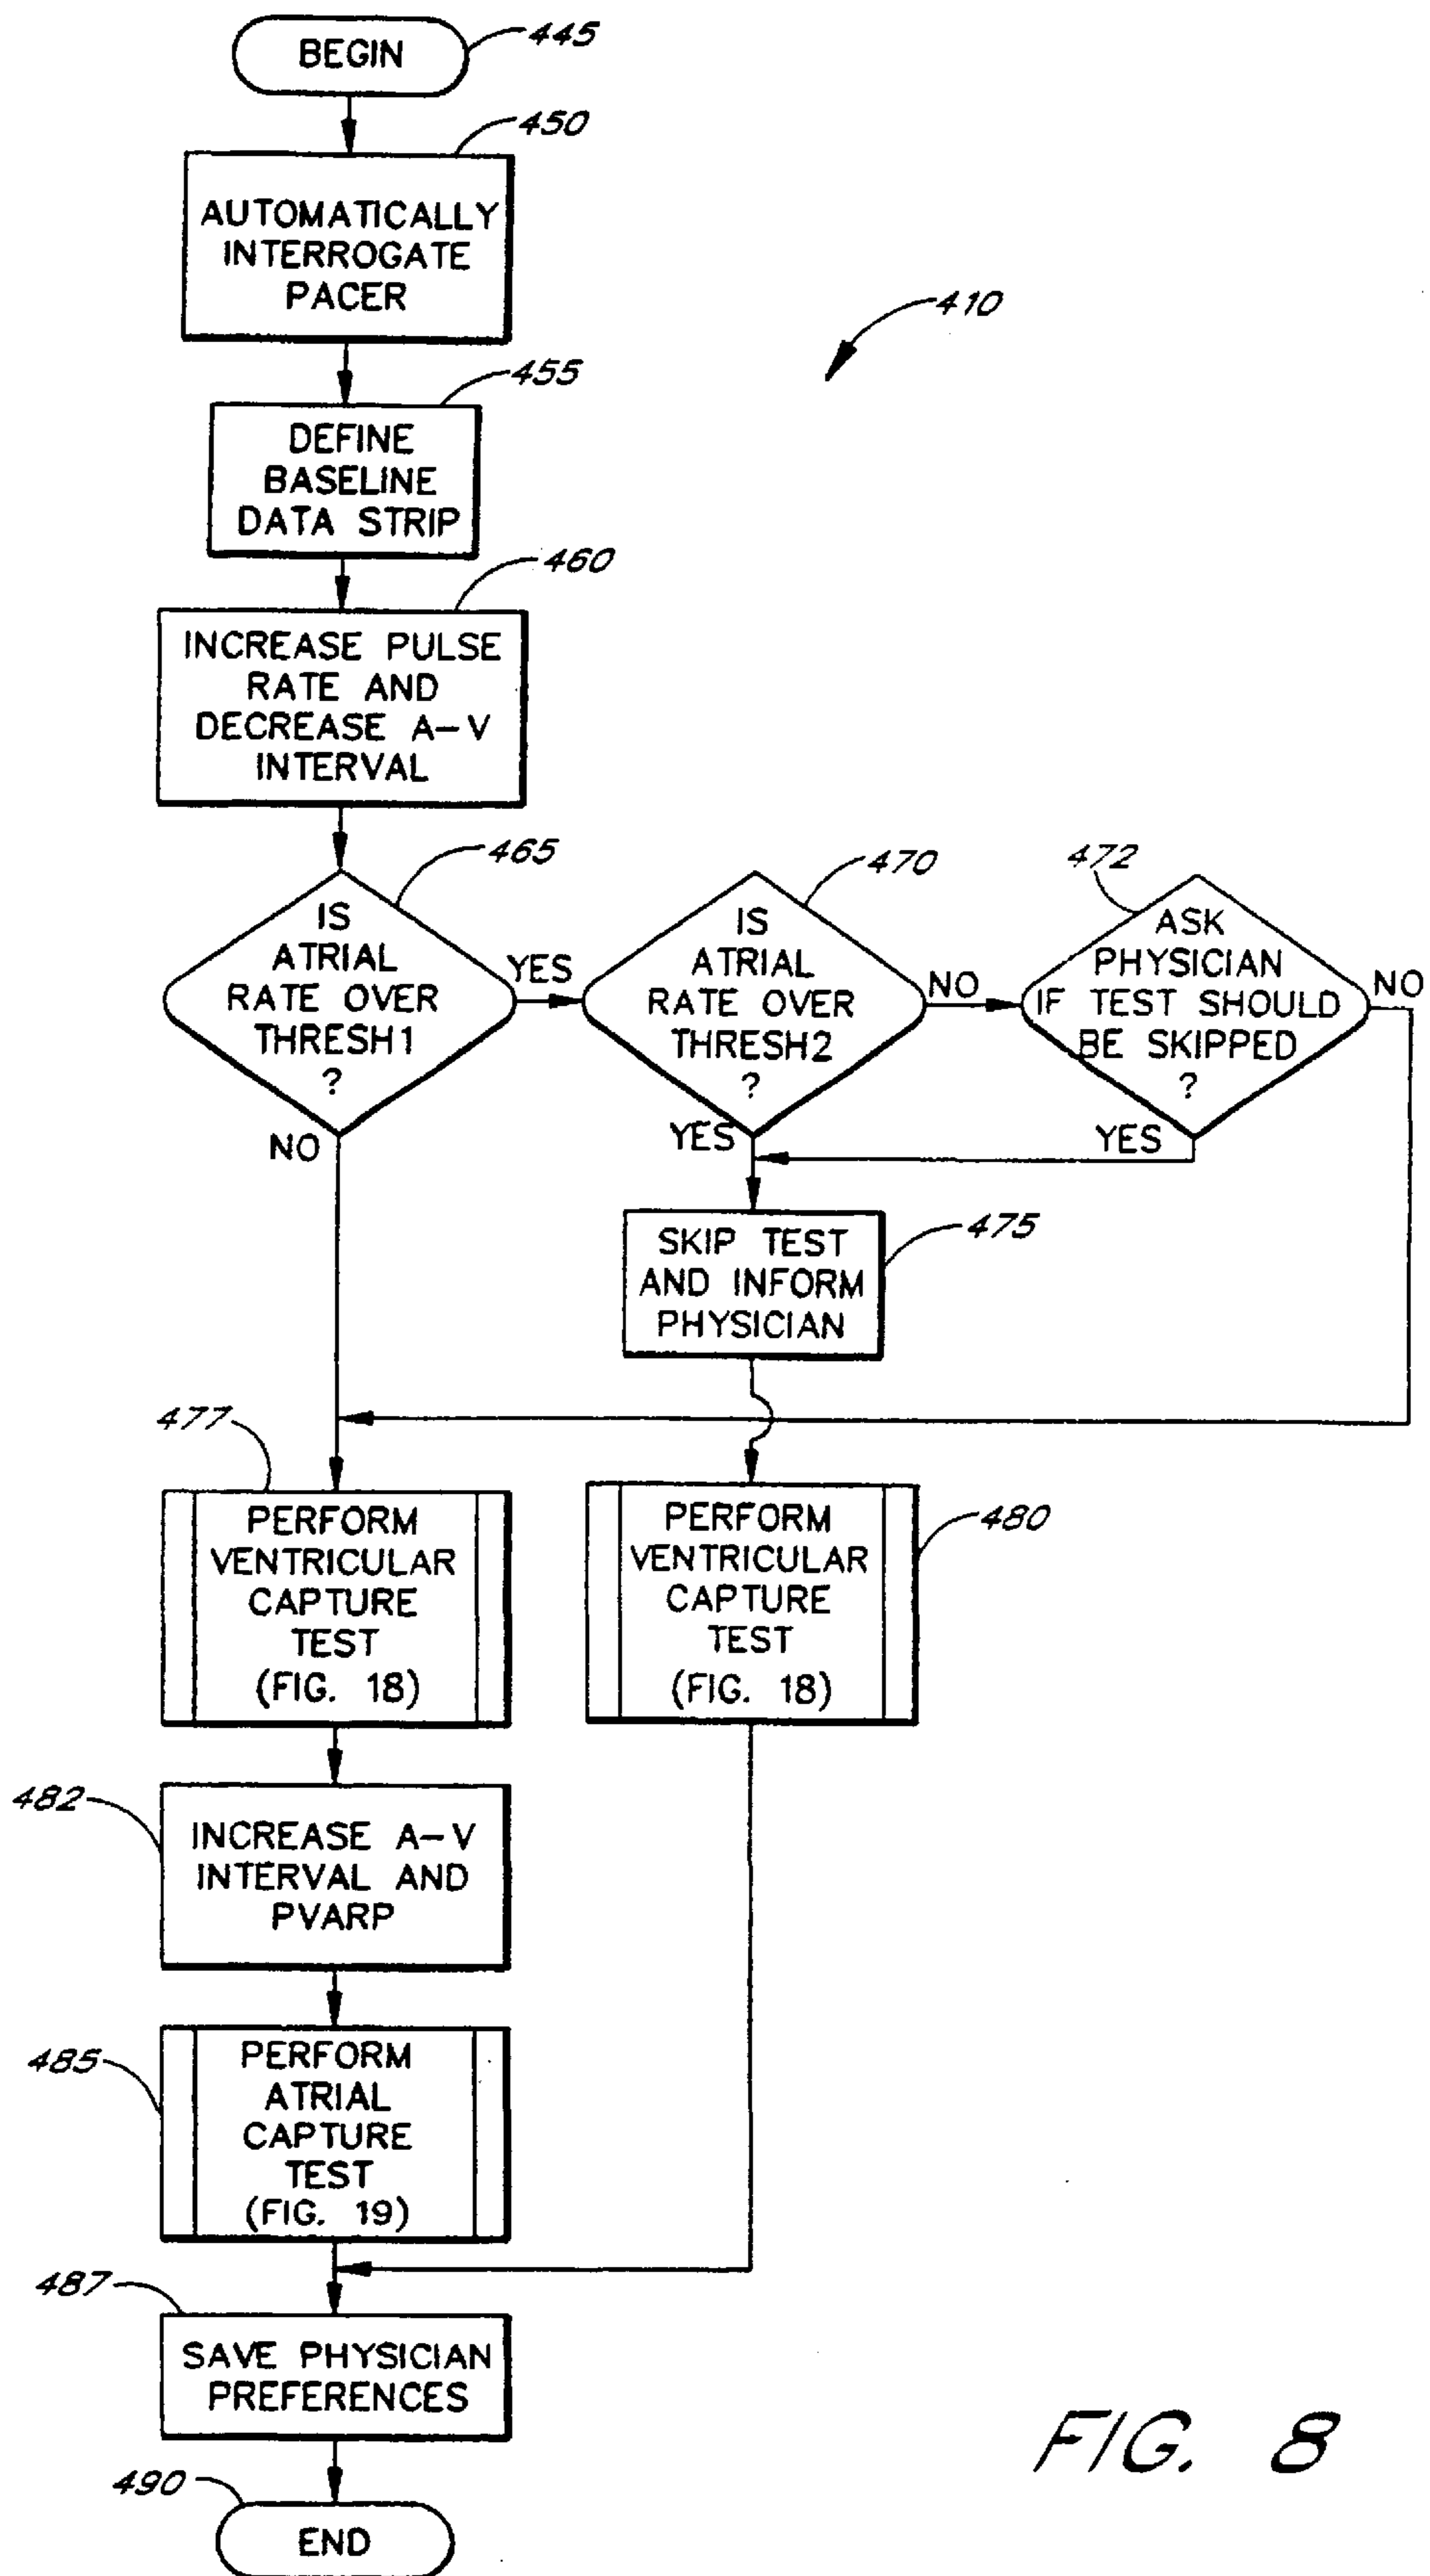 BEGIN
445
450
AUTOMATICALLY
INTERROGATE
PACER
410
455
DEFINE
BASELINE
DATA STRIP
460
INCREASE PULSE
RATE AND
DECREASE A-V
INTERVAL
465
IS
ATRIAL
RATE OVER
THRESH1
?
YES
NO
470
IS
ATRIAL
RATE OVER
THRESH2
?
NO
YES
472
ASK
PHYSICIAN
IF TEST SHOULD
BE SKIPPED
?
NO
YES
475
SKIP TEST
AND INFORM
PHYSICIAN
477
PERFORM
VENTRICULAR
CAPTURE
TEST
(FIG. 18)
480
PERFORM
VENTRICULAR
CAPTURE
TEST
(FIG. 18)
482
INCREASE A-V
INTERVAL AND
PVARP
485
PERFORM
ATRIAL
CAPTURE
TEST
(FIG. 19)
487
SAVE PHYSICIAN
PREFERENCES
490
END
FIG. 8